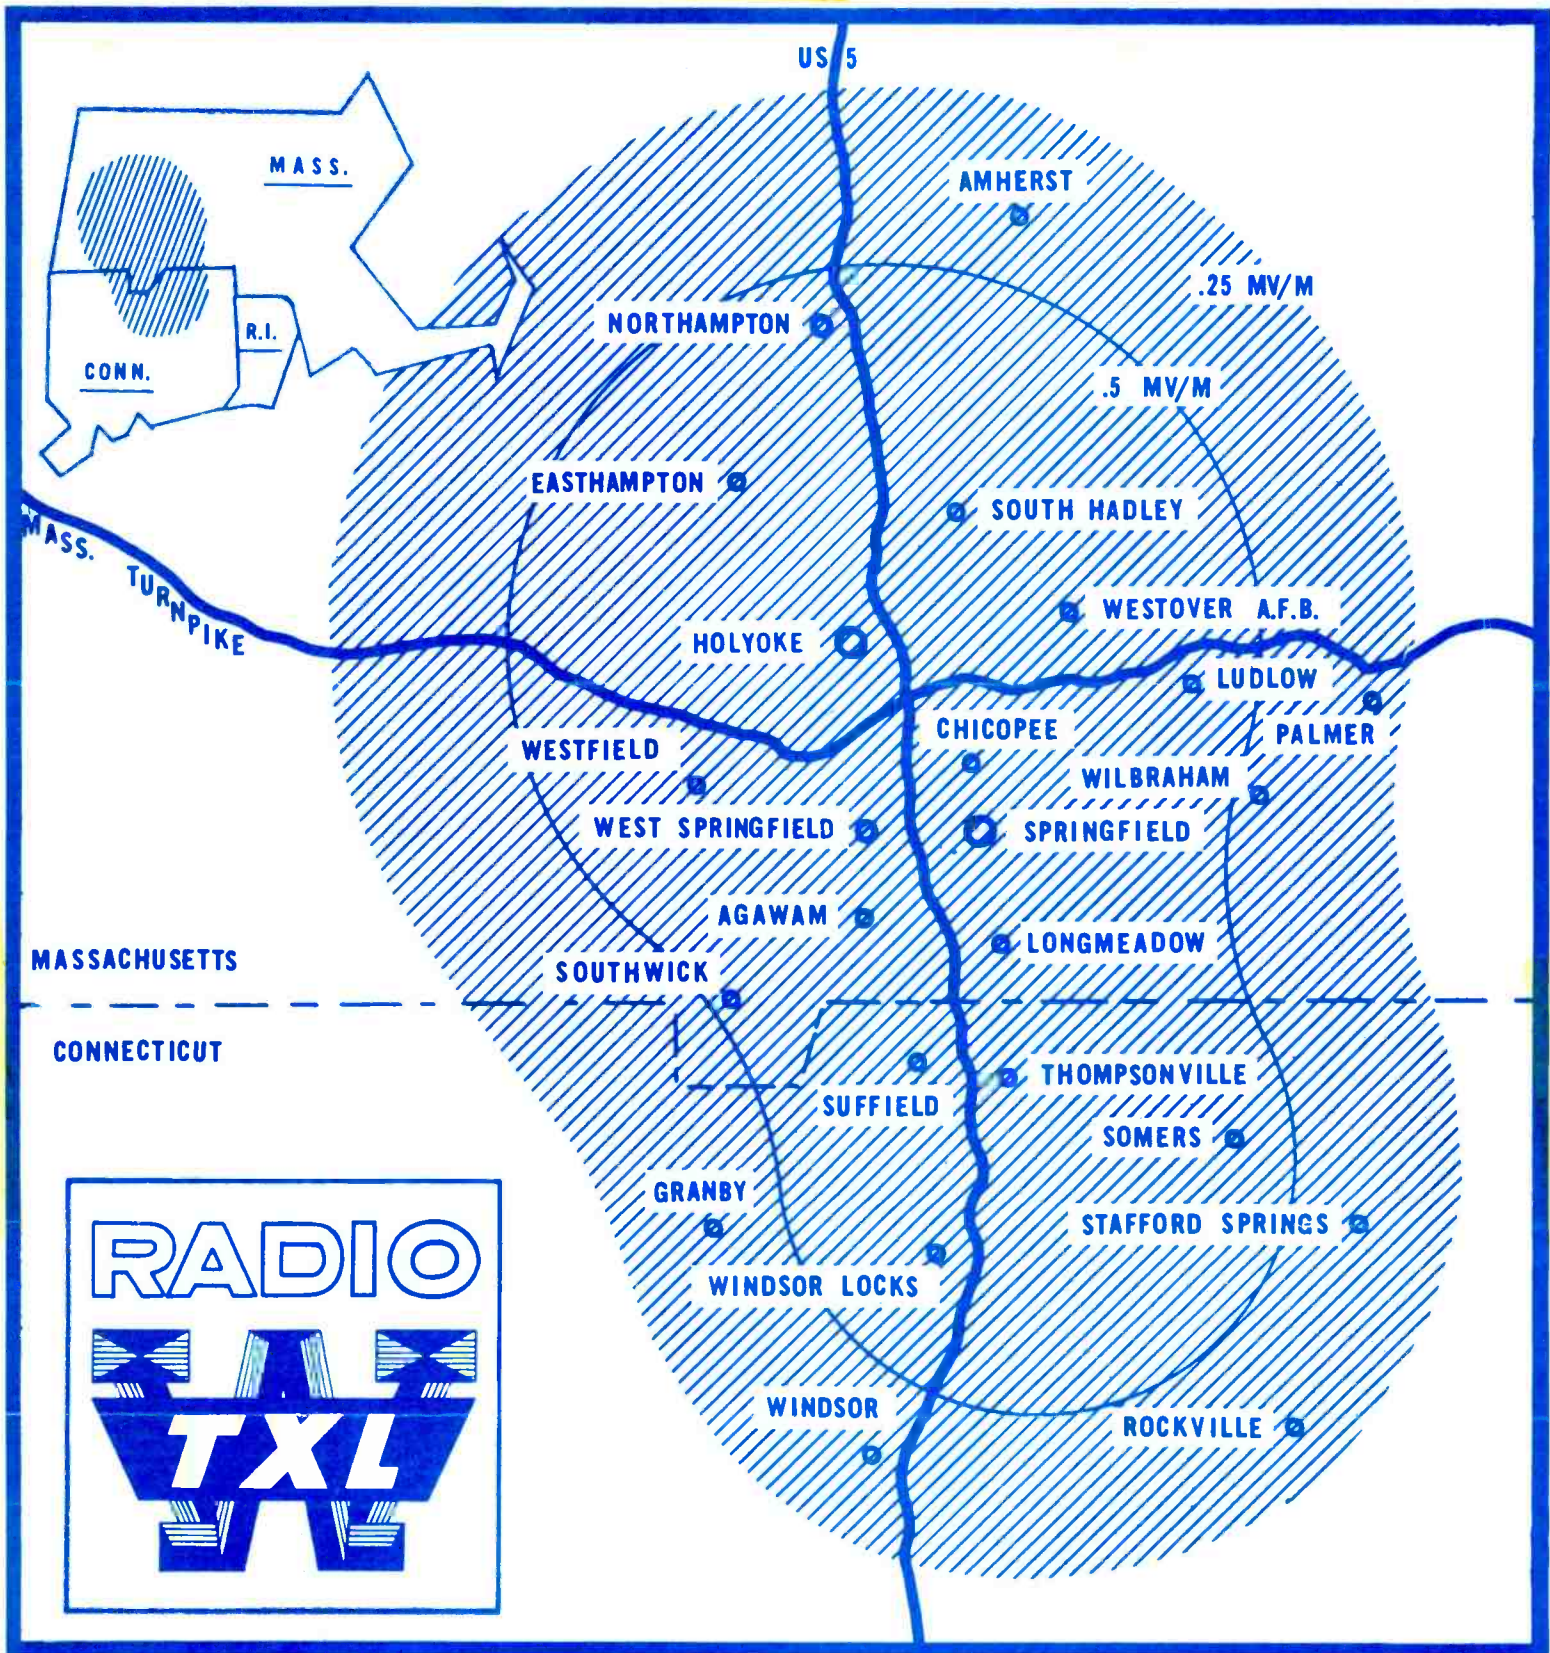 US 5
MASS.
AMHERST
.25 MV/M
NORTHAMPTON
R.I.
CONN.
.5 MV/M
EASTHAMPTON
SOUTH HADLEY
MASS. TURNPIKE
WESTOVER A.F.B.
HOLYOKE
LUDLOW
CHICOPEE
PALMER
WESTFIELD
WILBRAHAM
WEST SPRINGFIELD
SPRINGFIELD
AGAWAM
LONGMEADOW
MASSACHUSETTS
SOUTHWICK
CONNECTICUT
THOMPSONVILLE
SUFFIELD
SOMERS
GRANBY
STAFFORD SPRINGS
WINDSOR LOCKS
WINDSOR
ROCKVILLE
RADIO
W
TXL